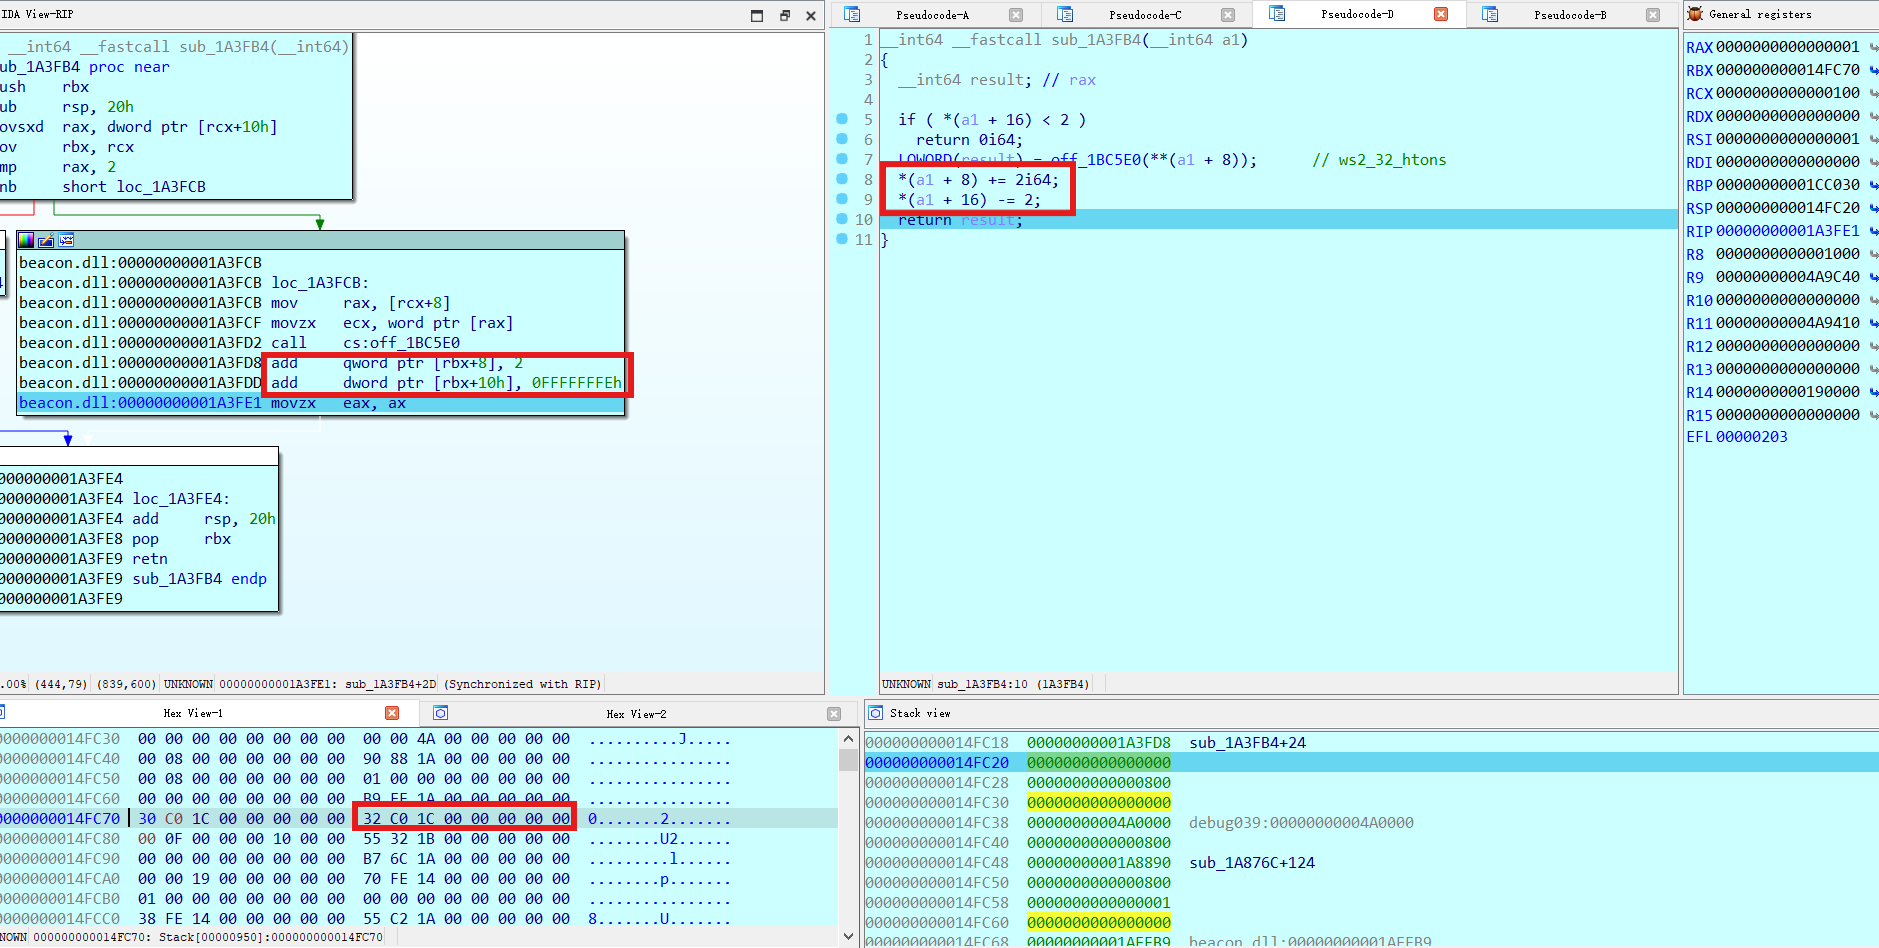 IDA View-RIP
__int64 __fastcall sub_1A3FB4(__int64)
ub_1A3FB4 proc near
ush rbx
ub rsp, 20h
ovsxd rax, dword ptr [rcx+10h]
ov rbx, rcx
mp rax, 2
nb short loc_1A3FCB
beacon.dll:00000000001A3FCB
beacon.dll:00000000001A3FCB loc_1A3FCB:
beacon.dll:00000000001A3FCB mov rax, [rcx+8]
beacon.dll:00000000001A3FCF movzx ecx, word ptr [rax]
beacon.dll:00000000001A3FD2 call cs:off_1BC5E0
beacon.dll:00000000001A3FD8 add qword ptr [rbx+8], 2
beacon.dll:00000000001A3FDD add dword ptr [rbx+10h], 0FFFFFFFEh
beacon.dll:00000000001A3FE1 movzx eax, ax
000000001A3FE4
000000001A3FE4 loc_1A3FE4:
000000001A3FE4 add rsp, 20h
000000001A3FE8 pop rbx
000000001A3FE9 retn
000000001A3FE9 sub_1A3FB4 endp
000000001A3FE9
.00% (444,79) (839,600) UNKNOWN 00000000001A3FE1: sub_1A3FB4+2D (Synchronized with RIP)
Pseudocode-A Pseudocode-C Pseudocode-D Pseudocode-B
1 __int64 __fastcall sub_1A3FB4(__int64 a1)
2 {
3 __int64 result; // rax
4
5 if ( *(a1 + 16) < 2 )
6 return 0i64;
7 LOWORD(result) = off_1BC5E0(**(a1 + 8)); // ws2_32_htons
8 *(a1 + 8) += 2i64;
9 *(a1 + 16) -= 2;
10 return result;
11 }
UNKNOWN sub_1A3FB4:10 (1A3FB4)
General registers
RAX 0000000000000001
RBX 000000000014FC70
RCX 0000000000000100
RDX 0000000000000000
RSI 0000000000000001
RDI 0000000000000000
RBP 00000000001CC030
RSP 000000000014FC20
RIP 00000000001A3FE1
R8 0000000000001000
R9 00000000004A9C40
R10 0000000000000000
R11 00000000004A9410
R12 0000000000000000
R13 0000000000000000
R14 0000000000190000
R15 0000000000000000
EFL 00000203
Hex View-1 Hex View-2
000000000014FC30 00 00 00 00 00 00 00 00 00 00 4A 00 00 00 00 00 ..........J.....
000000000014FC40 00 08 00 00 00 00 00 00 90 88 1A 00 00 00 00 00 ................
000000000014FC50 00 08 00 00 00 00 00 00 01 00 00 00 00 00 00 00 ................
000000000014FC60 00 00 00 00 00 00 00 00 B9 EE 1A 00 00 00 00 00 ................
000000000014FC70 30 C0 1C 00 00 00 00 00 32 C0 1C 00 00 00 00 00 0.......2.......
000000000014FC80 00 0F 00 00 00 10 00 00 55 32 1B 00 00 00 00 00 ........U2......
000000000014FC90 00 00 00 00 00 00 00 00 B7 6C 1A 00 00 00 00 00 .........l......
000000000014FCA0 00 00 19 00 00 00 00 00 70 FE 14 00 00 00 00 00 ........p.......
000000000014FCB0 01 00 00 00 00 00 00 00 00 00 00 00 00 00 00 00 ................
000000000014FCC0 38 FE 14 00 00 00 00 00 55 C2 1A 00 00 00 00 00 8.......U.......
NOWN 000000000014FC70: Stack[00000950]:000000000014FC70
Stack view
000000000014FC18 00000000001A3FD8 sub_1A3FB4+24
000000000014FC20 0000000000000000
000000000014FC28 0000000000000800
000000000014FC30 0000000000000000
000000000014FC38 00000000004A0000 debug039:00000000004A0000
000000000014FC40 0000000000000800
000000000014FC48 00000000001A8890 sub_1A876C+124
000000000014FC50 0000000000000800
000000000014FC58 0000000000000001
000000000014FC60 0000000000000000
000000000014FC68 00000000001AEEB9 beacon.dll:00000000001AEEB9